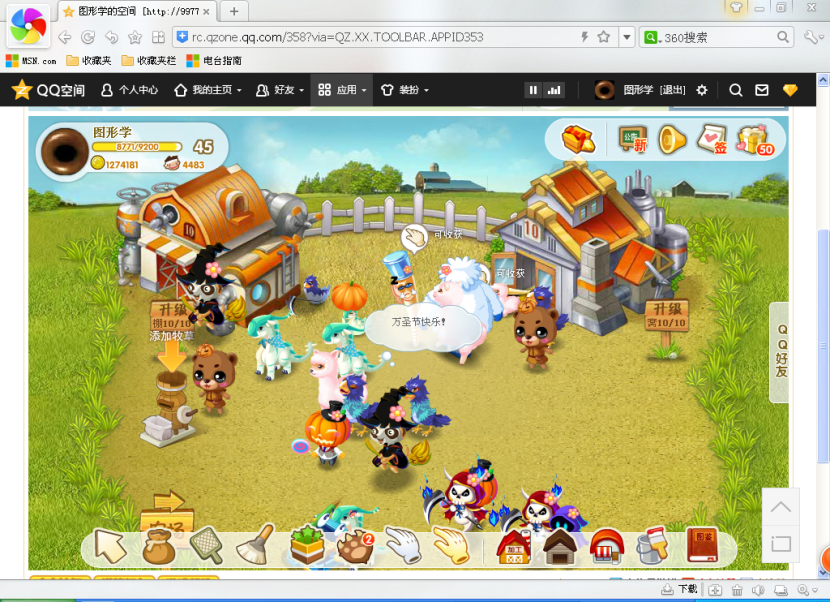 图形学的空间 [http://9977
rc.qzone.qq.com/358?via=QZ.XX.TOOLBAR.APPID353
360搜索
MSN.com 收藏夹 收藏夹栏 电台指南
QQ空间 个人中心 我的主页 好友 应用 装扮 图形学 [退出]
图形学
8771/9200
45
1274181 4483
公告 新 签 50
10
10
可收获
可收获
升级
棚10/10
升级
窝10/10
添加牧草
万圣节快乐!
QQ好友
2
加工
图鉴
下载